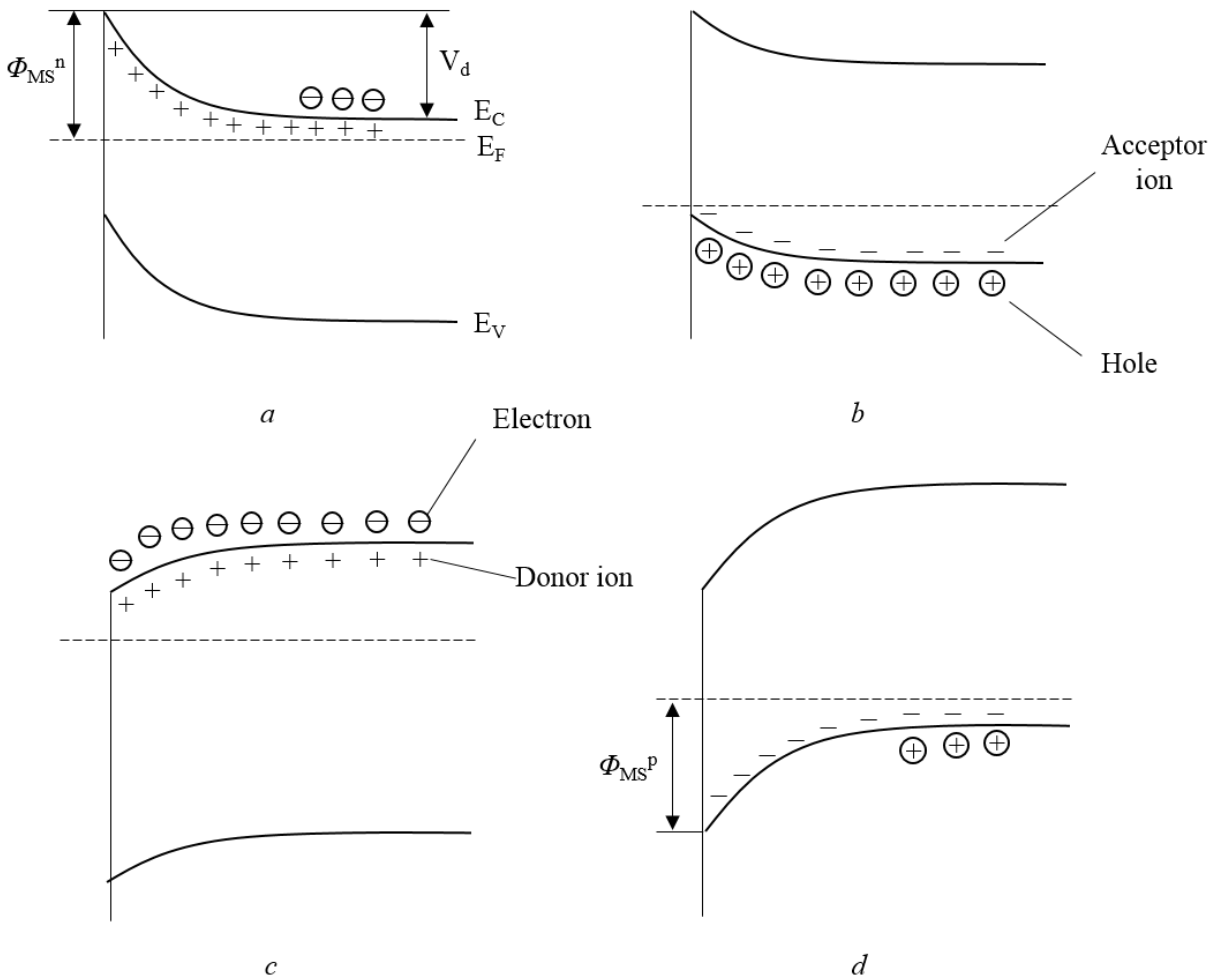 Φ_MS^n
V_d
E_C
E_F
E_V
a
Acceptor
ion
Hole
b
Electron
Donor ion
c
Φ_MS^p
d